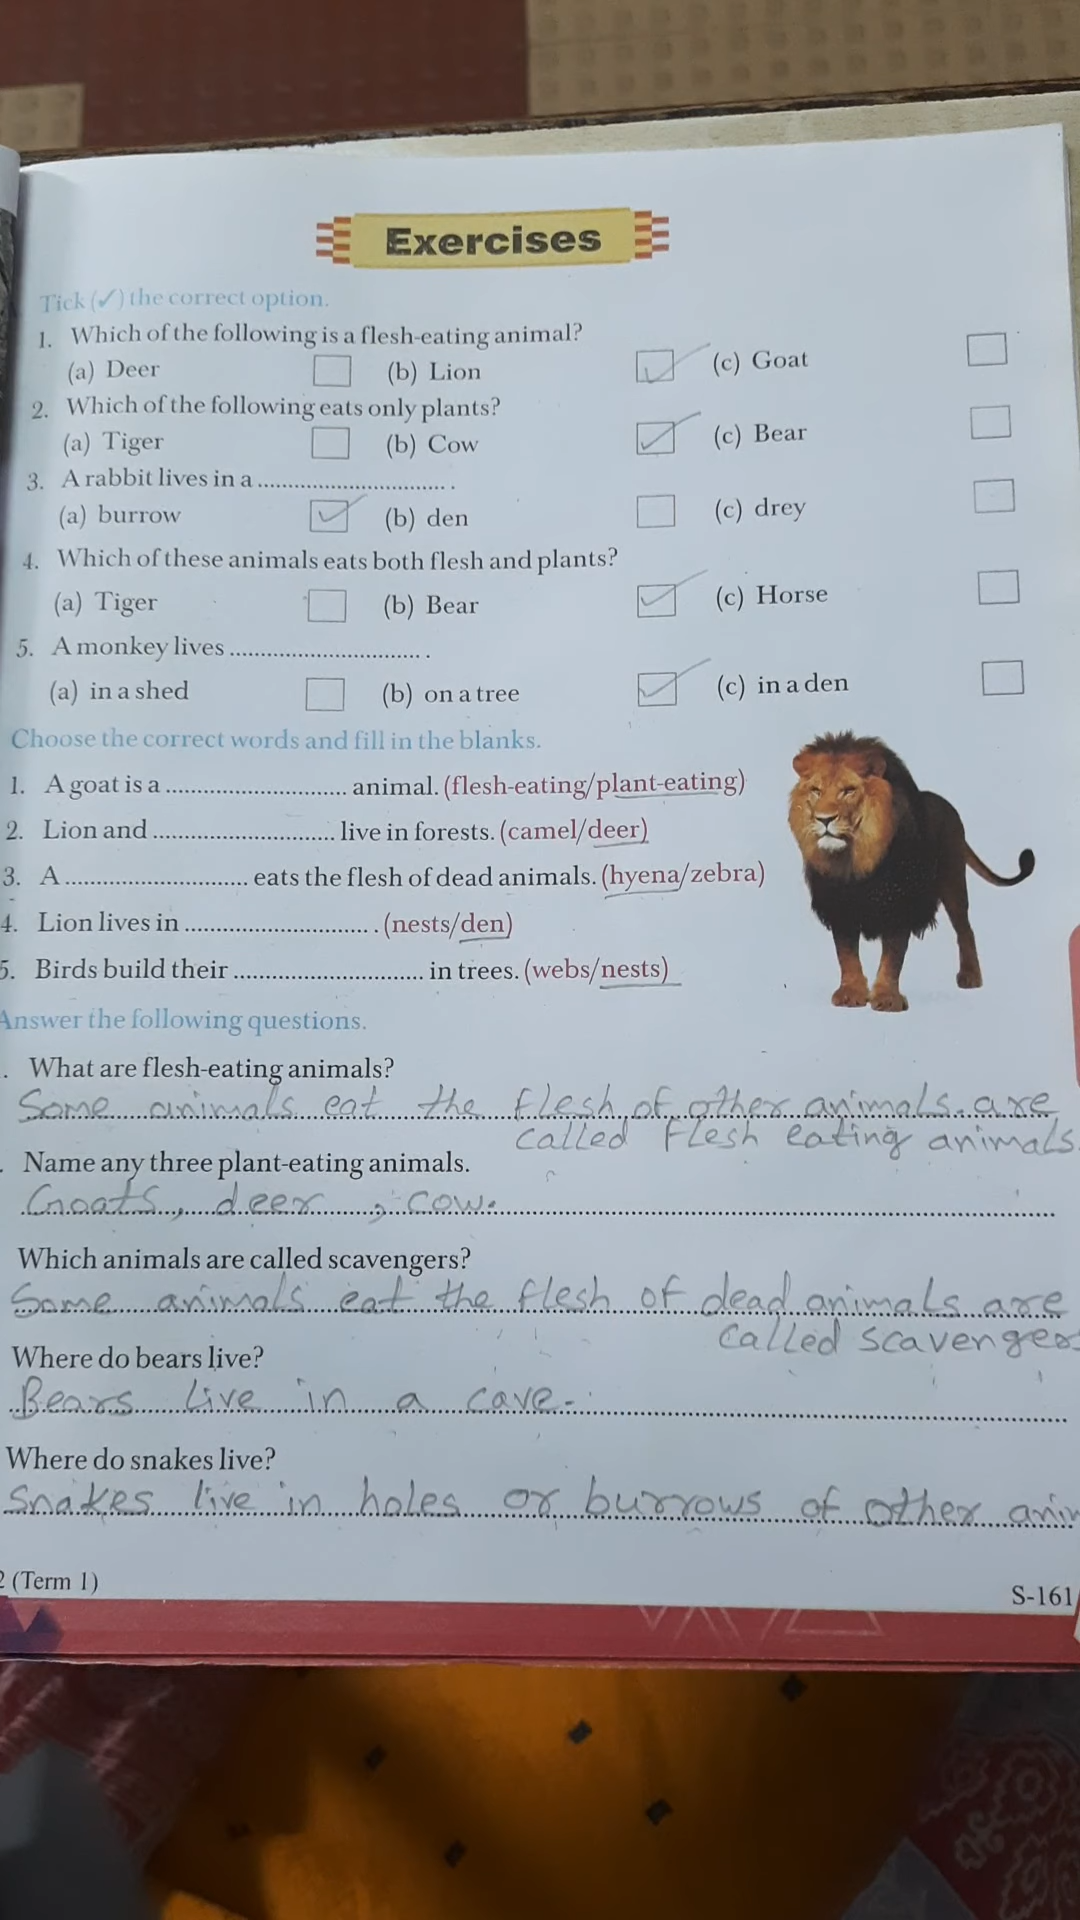 Exercises
Tick (✓) the correct option.
1. Which of the following is a flesh-eating animal?
(a) Deer (b) Lion ✓ (c) Goat
2. Which of the following eats only plants?
(a) Tiger (b) Cow ✓ (c) Bear
3. A rabbit lives in a .............................. .
(a) burrow ✓ (b) den (c) drey
4. Which of these animals eats both flesh and plants?
(a) Tiger (b) Bear ✓ (c) Horse
5. A monkey lives .............................. .
(a) in a shed (b) on a tree ✓ (c) in a den
Choose the correct words and fill in the blanks.
1. A goat is a .............................. animal. (flesh-eating/plant-eating)
2. Lion and .............................. live in forests. (camel/deer)
3. A .............................. eats the flesh of dead animals. (hyena/zebra)
4. Lion lives in .............................. . (nests/den)
5. Birds build their .............................. in trees. (webs/nests)
Answer the following questions.
. What are flesh-eating animals?
Some animals eat the flesh of other animals. are
called flesh eating animals.
. Name any three plant-eating animals.
Goats, deer, cow.
Which animals are called scavengers?
Some animals eat the flesh of dead animals are
called scavenger
Where do bears live?
Bears live in a cave.
Where do snakes live?
Snakes live in holes or burrows of other
2 (Term 1)
S-161